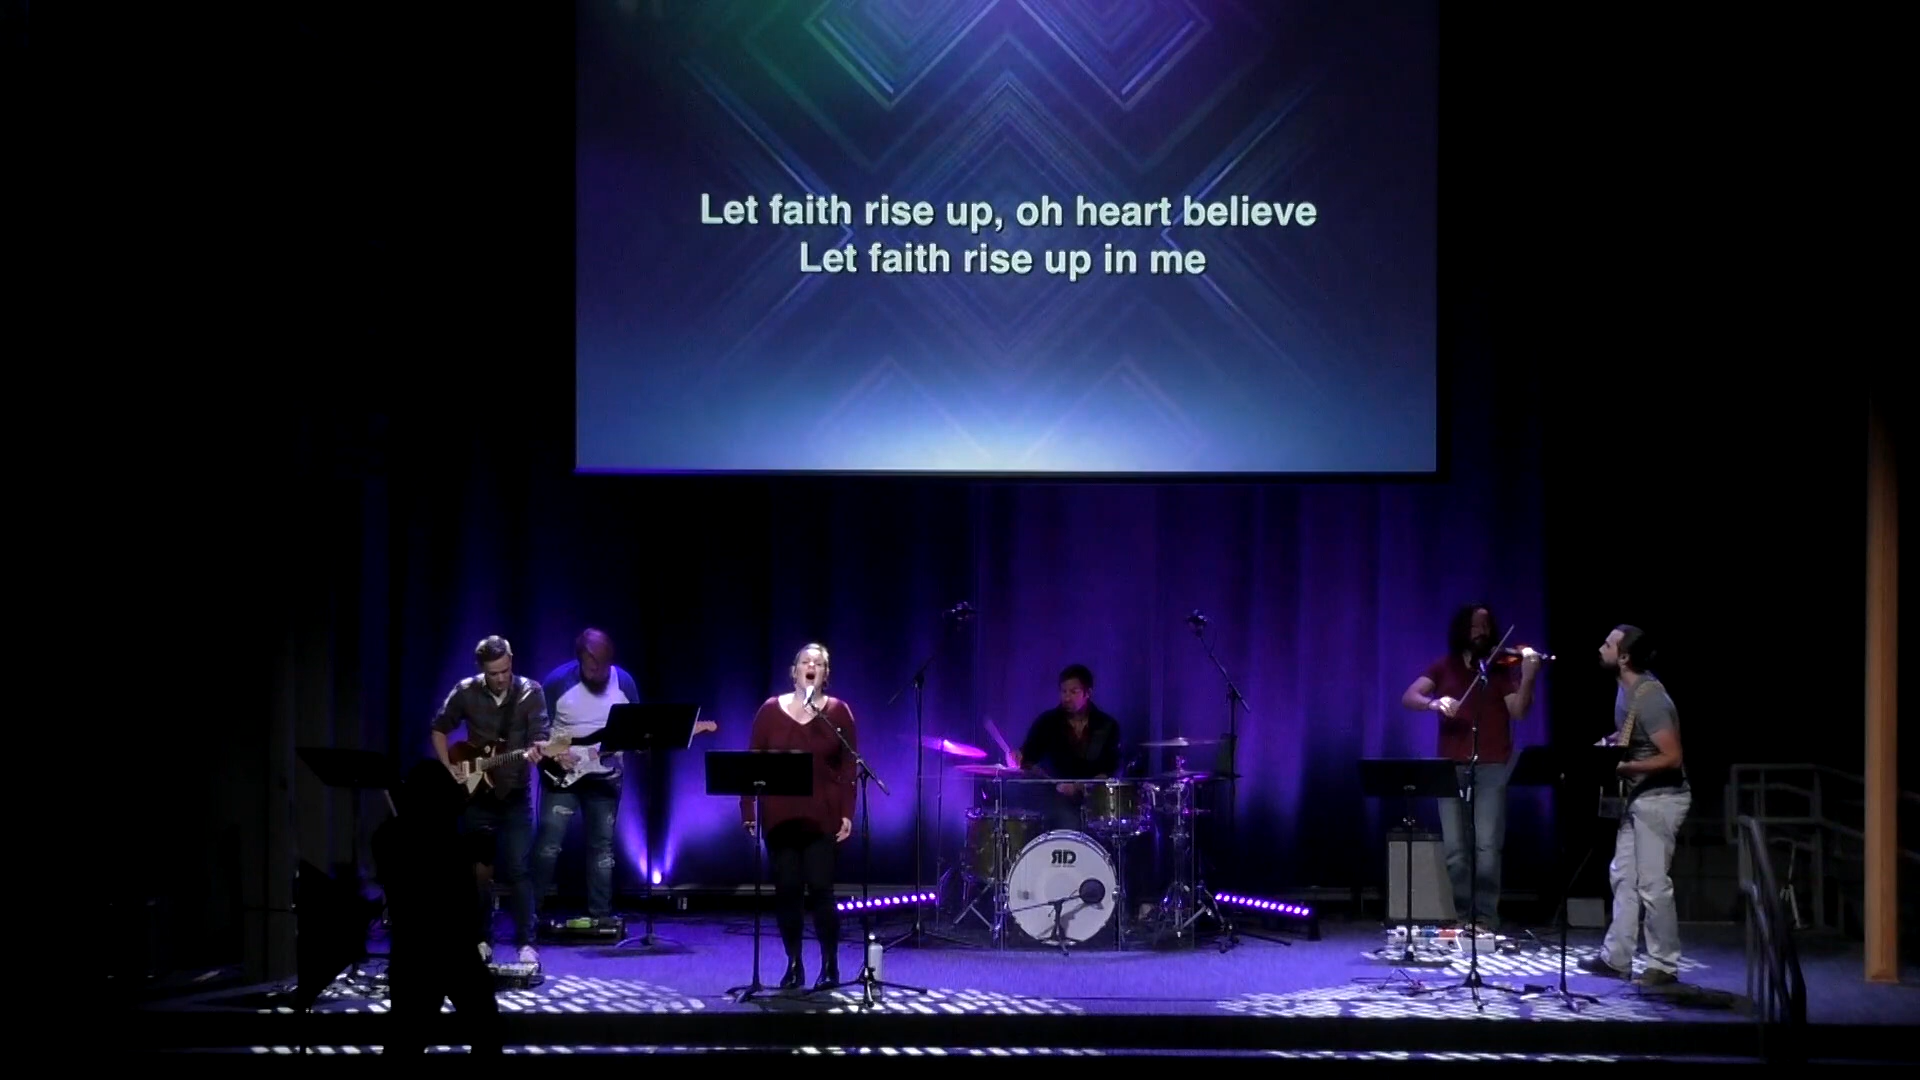 Let faith rise up, oh heart believe
Let faith rise up in me